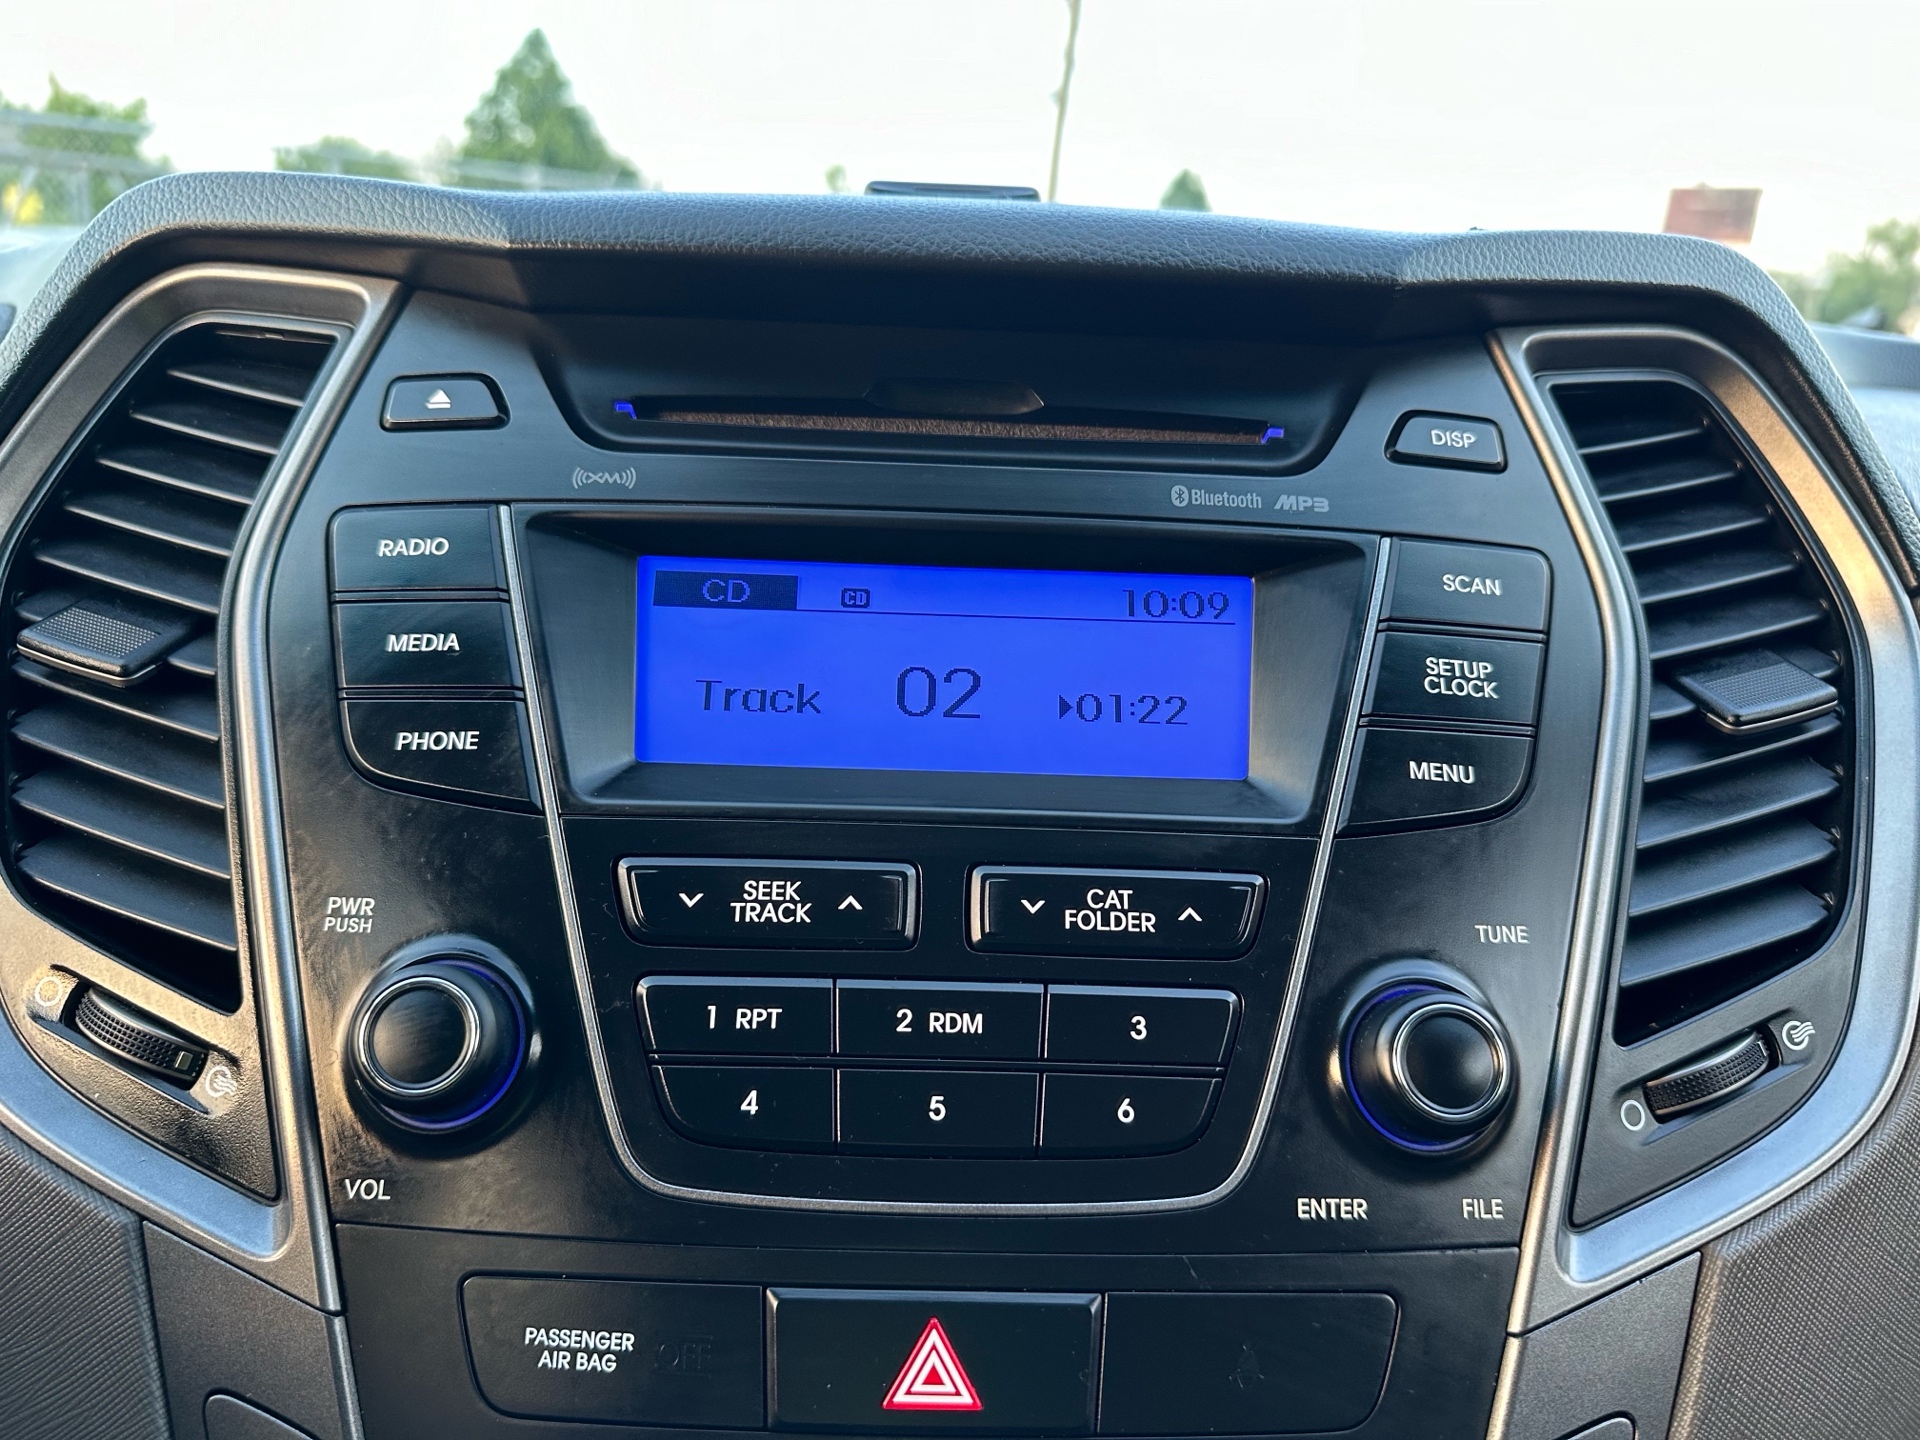 DISP
XM
Bluetooth MP3
RADIO
MEDIA
PHONE
CD CD 10:09
Track 02 01:22
SCAN
SETUP
CLOCK
MENU
SEEK
TRACK
CAT
FOLDER
PWR
PUSH
VOL
1 RPT
2 RDM
3
4
5
6
TUNE
ENTER
FILE
PASSENGER
AIR BAG
OFF